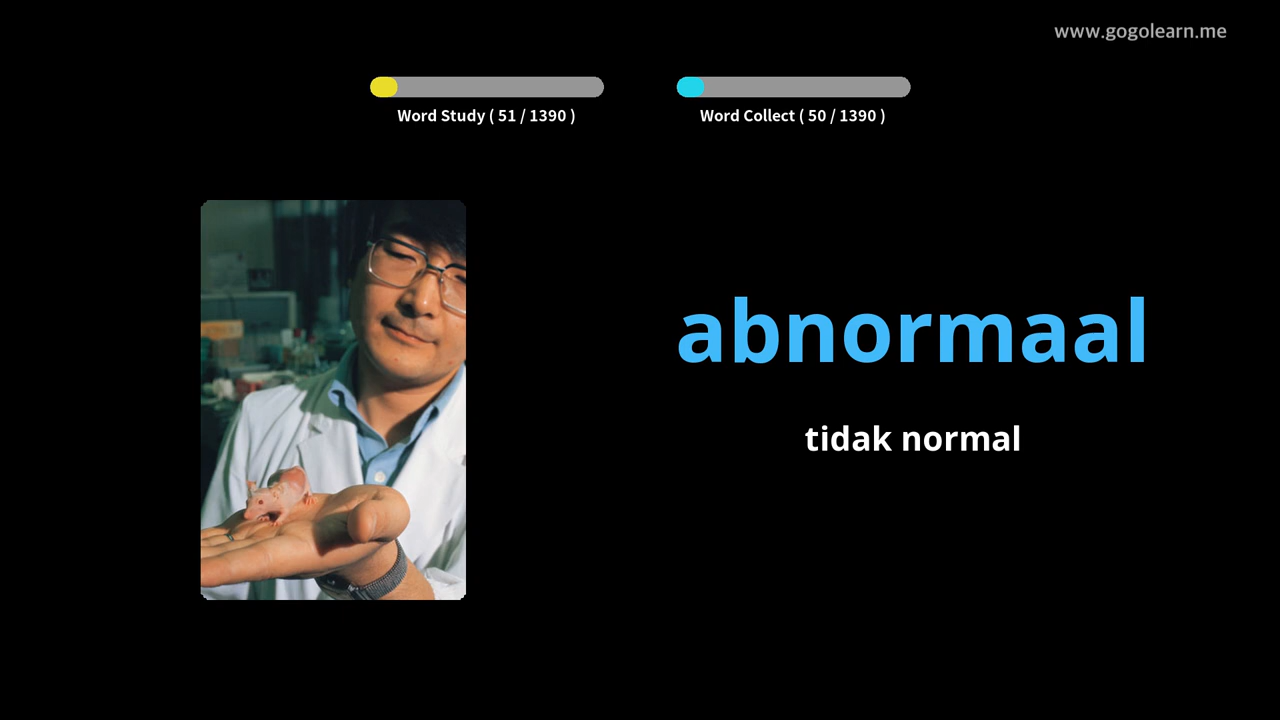 www.gogolearn.me
Word Study ( 51 / 1390 )
Word Collect ( 50 / 1390 )
abnormaal
tidak normal